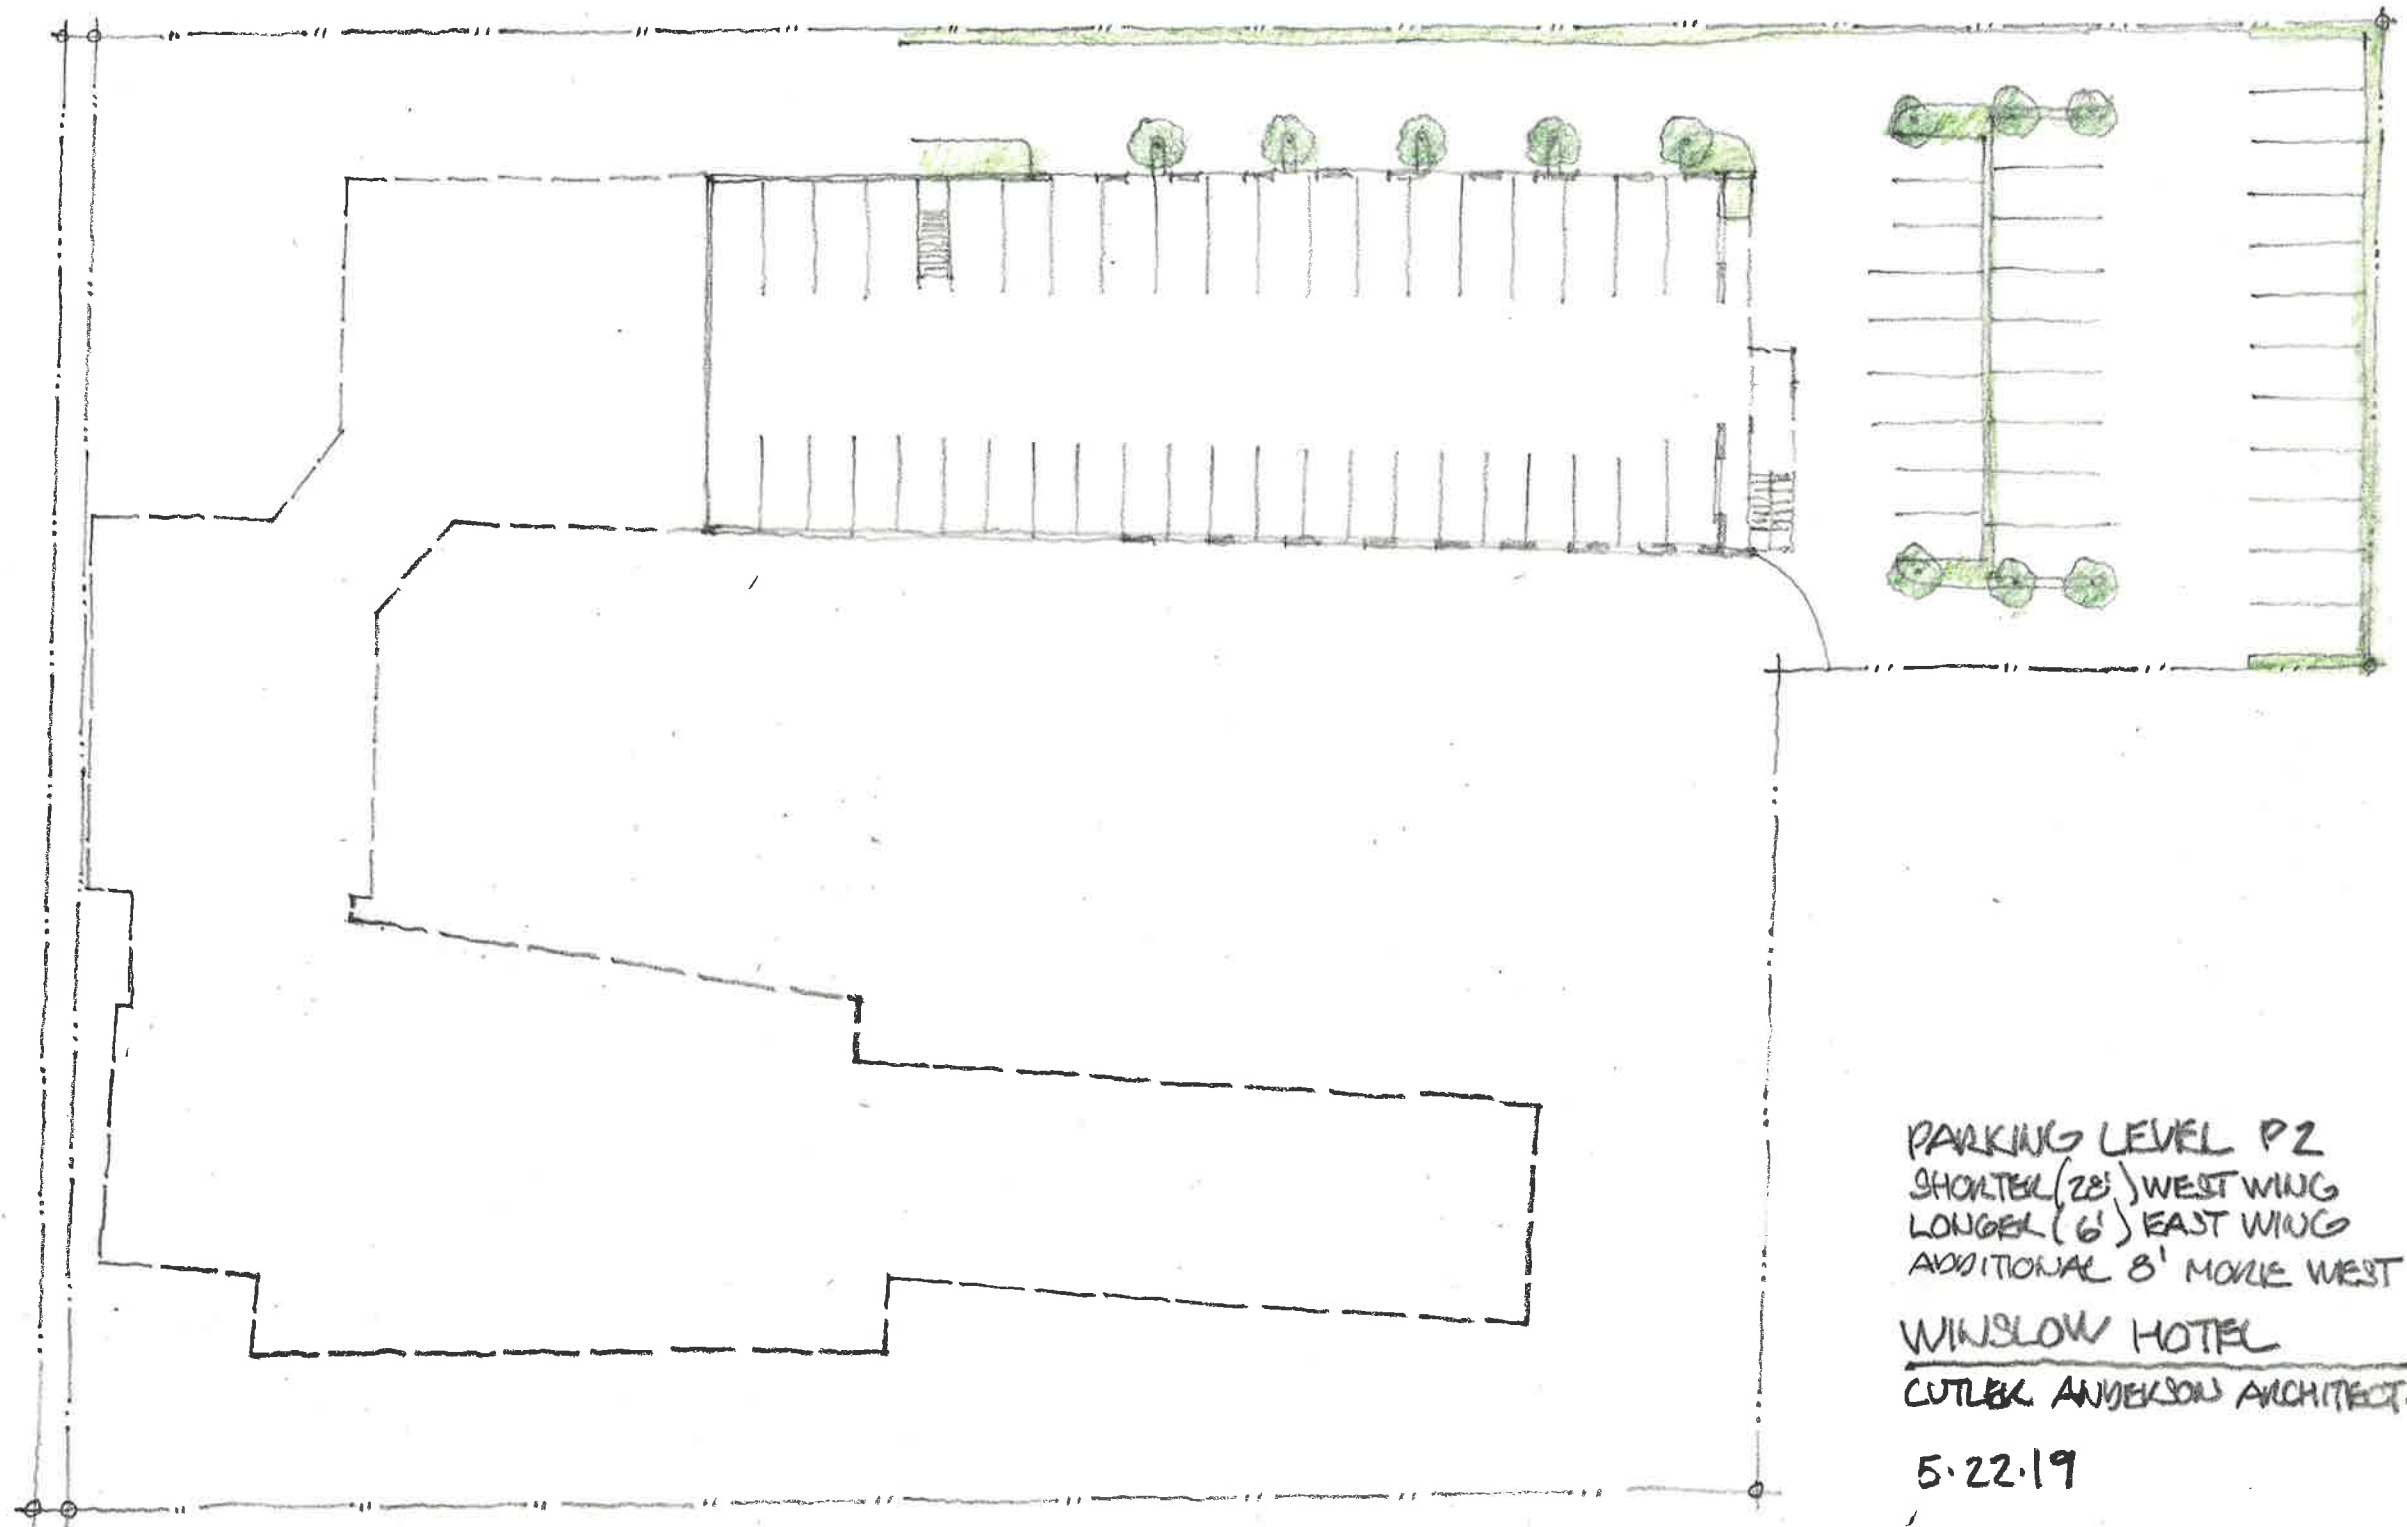 PARKING LEVEL P2
SHORTER (28') WEST WING
LONGER (6') EAST WING
ADDITIONAL 8' MORE WEST
WINSLOW HOTEL
CUTLER ANDERSON ARCHITECT
5.22.19